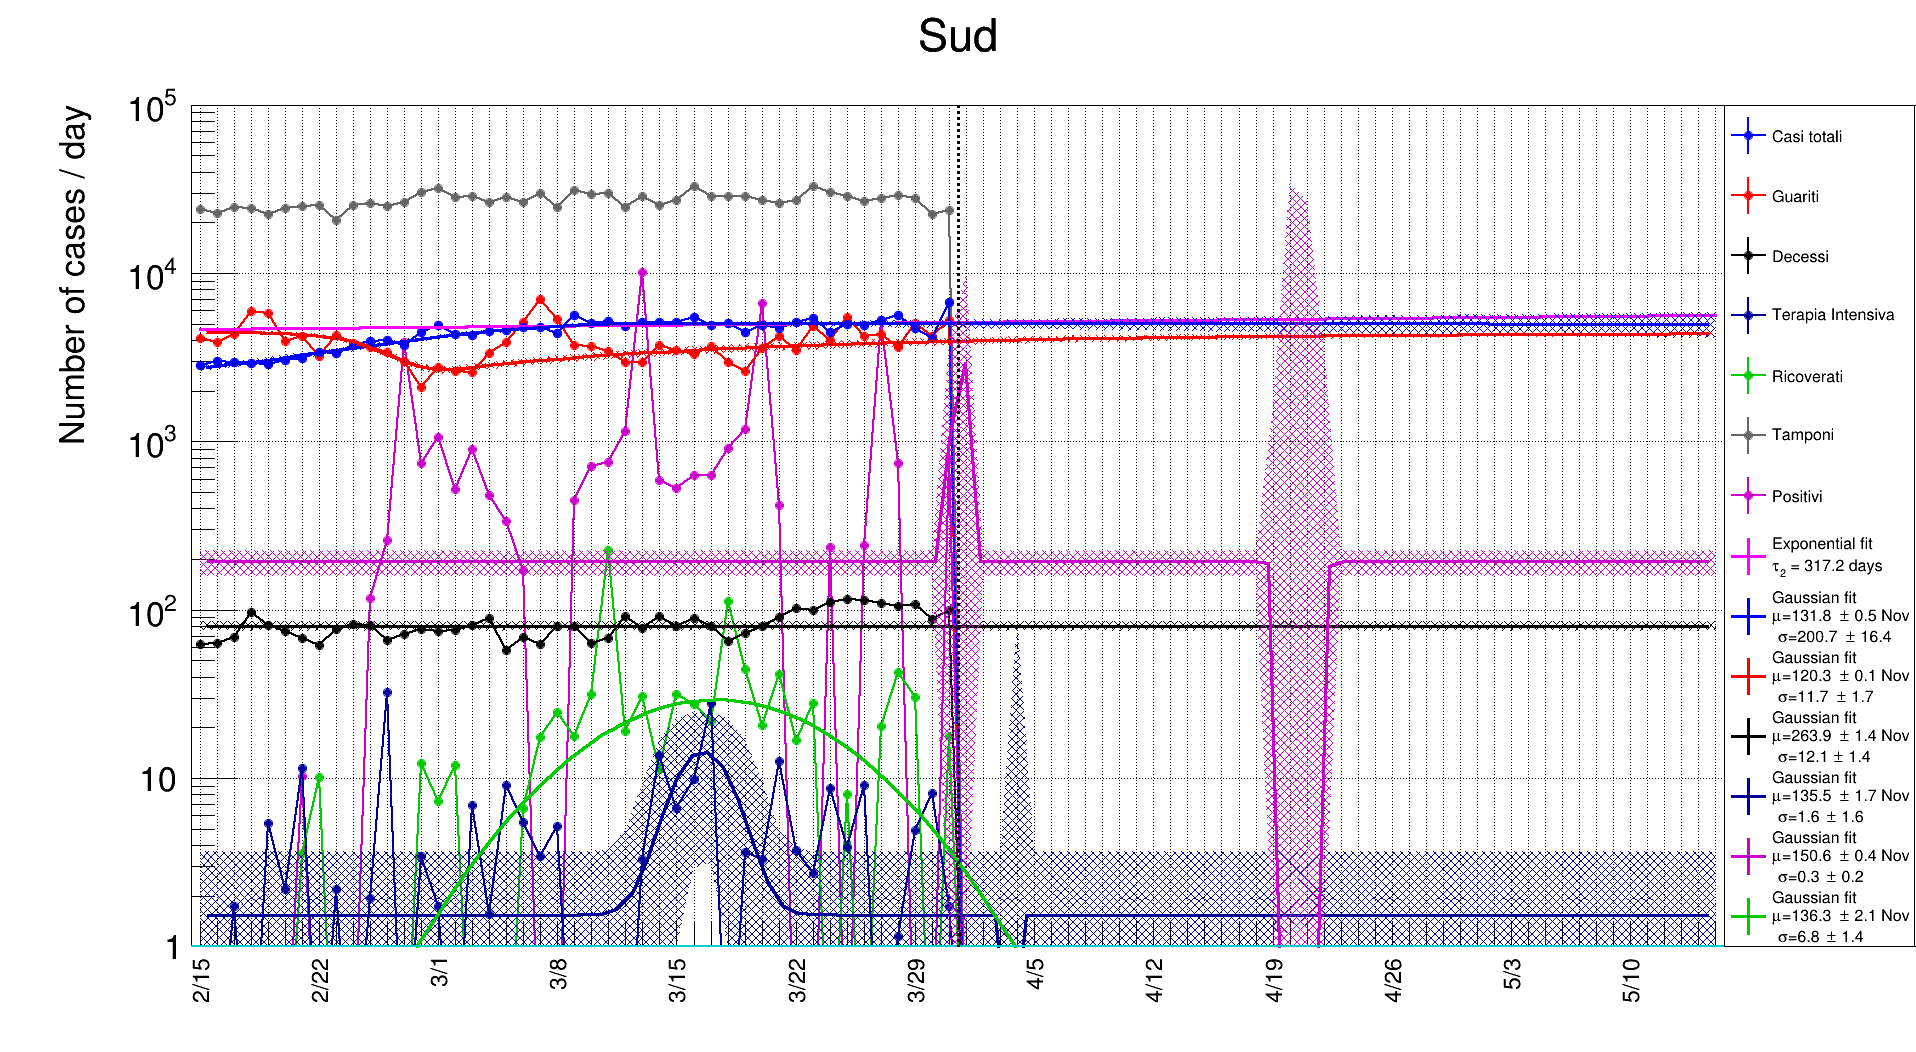 Sud
Number of cases / day
10^5
10^4
10^3
10^2
10
1
2/15
2/22
3/1
3/8
3/15
3/22
3/29
4/5
4/12
4/19
4/26
5/3
5/10
Casi totali
Guariti
Decessi
Terapia Intensiva
Ricoverati
Tamponi
Positivi
Exponential fit
τ₂ = 317.2 days
Gaussian fit
μ=131.8 ± 0.5 Nov
σ=200.7 ± 16.4
Gaussian fit
μ=120.3 ± 0.1 Nov
σ=11.7 ± 1.7
Gaussian fit
μ=263.9 ± 1.4 Nov
σ=12.1 ± 1.4
Gaussian fit
μ=135.5 ± 1.7 Nov
σ=1.6 ± 1.6
Gaussian fit
μ=150.6 ± 0.4 Nov
σ=0.3 ± 0.2
Gaussian fit
μ=136.3 ± 2.1 Nov
σ=6.8 ± 1.4